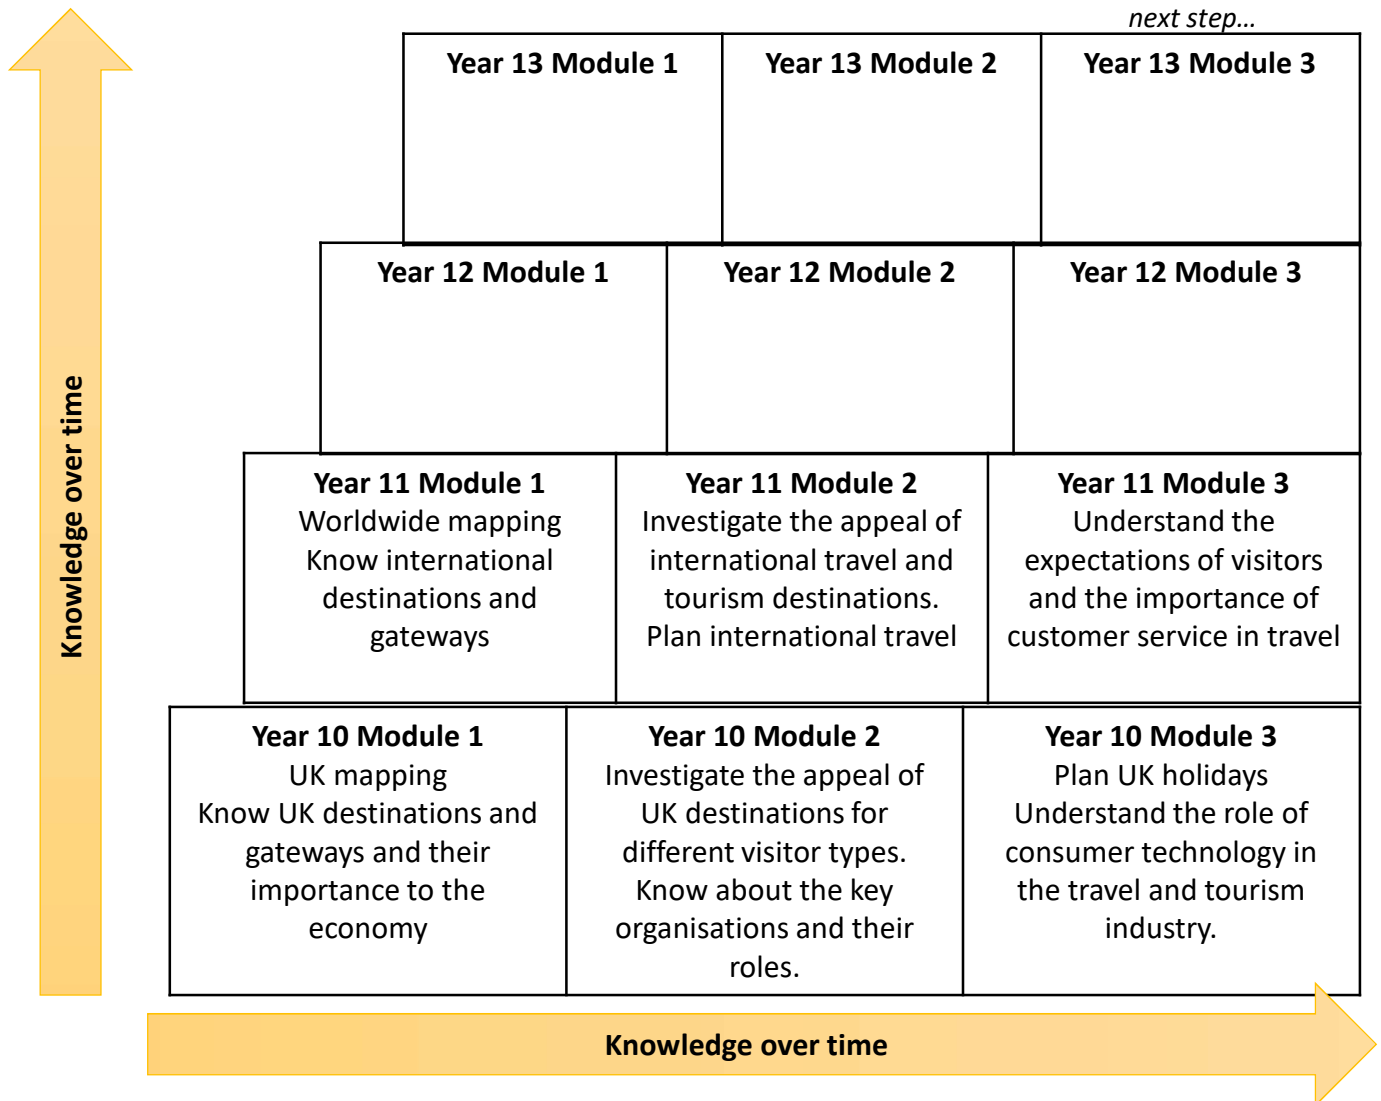 next step...
Year 13 Module 1
Year 13 Module 2
Year 13 Module 3
Year 12 Module 1
Year 12 Module 2
Year 12 Module 3
Year 11 Module 1
Worldwide mapping
Know international
destinations and
gateways
Year 11 Module 2
Investigate the appeal of
international travel and
tourism destinations.
Plan international travel
Year 11 Module 3
Understand the
expectations of visitors
and the importance of
customer service in travel
Year 10 Module 1
UK mapping
Know UK destinations and
gateways and their
importance to the
economy
Year 10 Module 2
Investigate the appeal of
UK destinations for
different visitor types.
Know about the key
organisations and their
roles.
Year 10 Module 3
Plan UK holidays
Understand the role of
consumer technology in
the travel and tourism
industry.
Knowledge over time
Knowledge over time